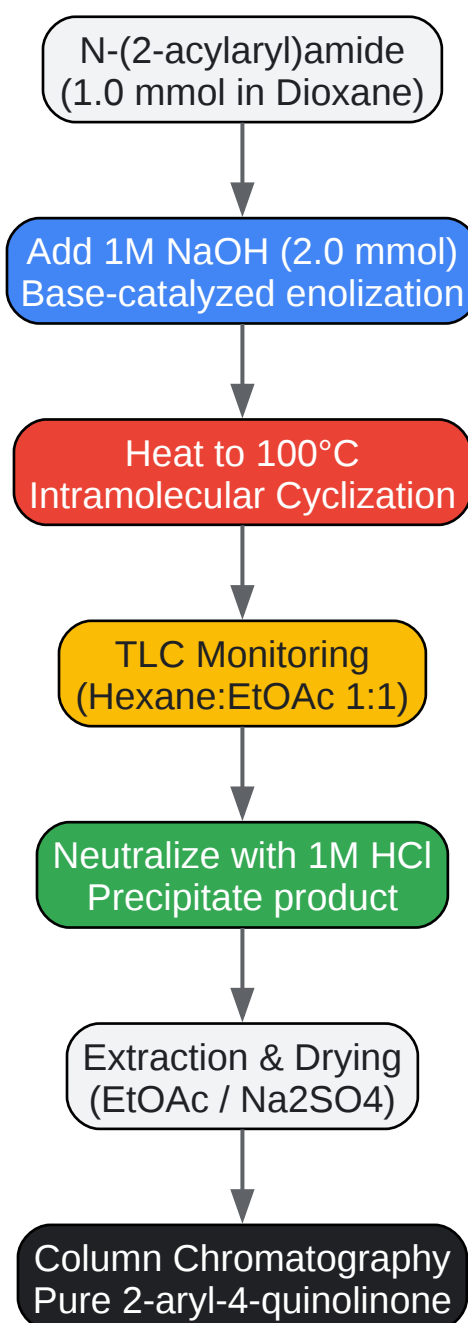 N-(2-acylaryl)amide
(1.0 mmol in Dioxane)
Add 1M NaOH (2.0 mmol)
Base-catalyzed enolization
Heat to 100°C
Intramolecular Cyclization
TLC Monitoring
(Hexane:EtOAc 1:1)
Neutralize with 1M HCl
Precipitate product
Extraction & Drying
(EtOAc / Na2SO4)
Column Chromatography
Pure 2-aryl-4-quinolinone